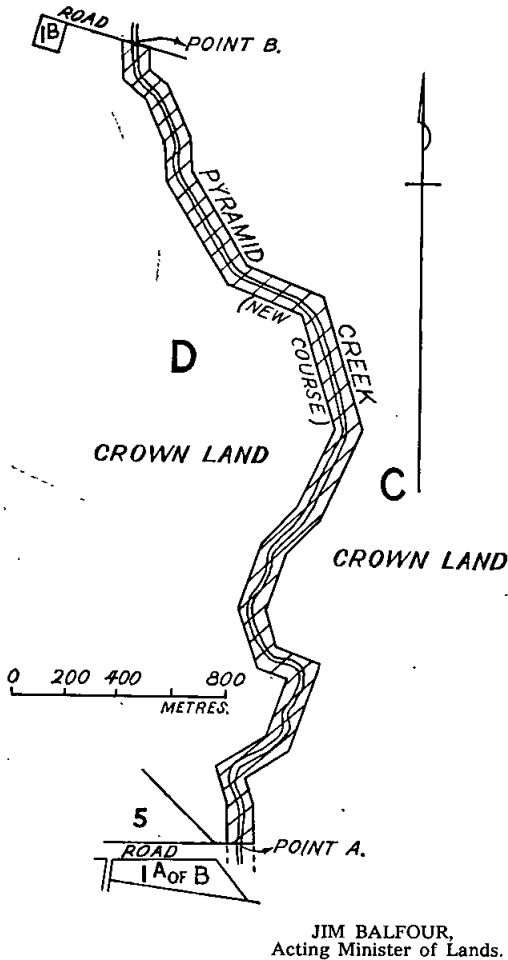 ROAD
1B
POINT B.
PYRAMID
CREEK
(NEW
COURSE)
D
CROWN LAND
C
CROWN LAND
0 200 400 800
METRES.
5
POINT A.
ROAD
1A OF B
JIM BALFOUR,
Acting Minister of Lands.